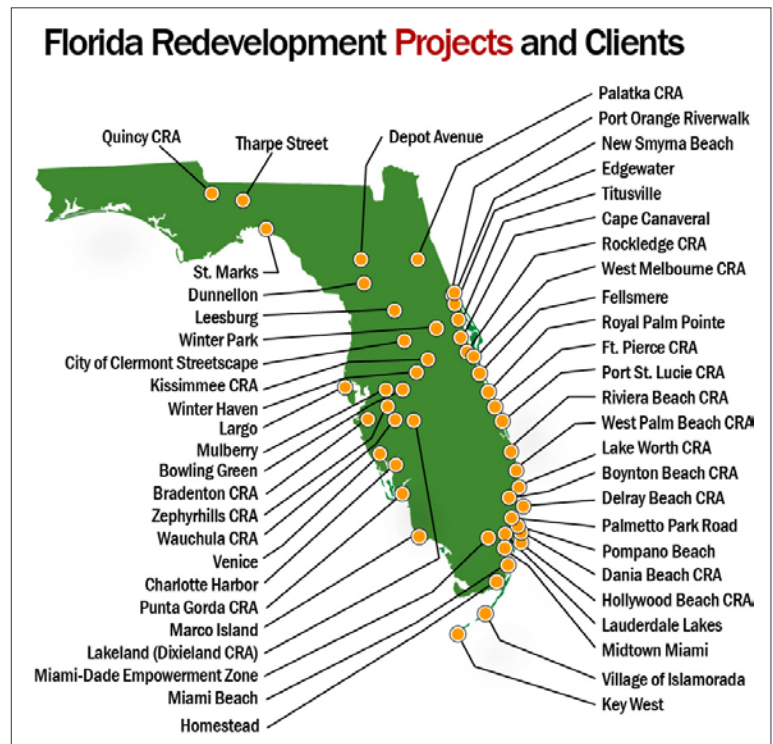 Florida Redevelopment Projects and Clients
Quincy CRA
Tharpe Street
Depot Avenue
St. Marks
Dunnellon
Leesburg
Winter Park
City of Clermont Streetscape
Kissimmee CRA
Winter Haven
Largo
Mulberry
Bowling Green
Bradenton CRA
Zephyrhills CRA
Wauchula CRA
Venice
Charlotte Harbor
Punta Gorda CRA
Marco Island
Lakeland (Dixieland CRA)
Miami-Dade Empowerment Zone
Miami Beach
Homestead
Palatka CRA
Port Orange Riverwalk
New Smyrna Beach
Edgewater
Titusville
Cape Canaveral
Rockledge CRA
West Melbourne CRA
Fellsmere
Royal Palm Pointe
Ft. Pierce CRA
Port St. Lucie CRA
Riviera Beach CRA
West Palm Beach CRA
Lake Worth CRA
Boynton Beach CRA
Delray Beach CRA
Palmetto Park Road
Pompano Beach
Dania Beach CRA
Hollywood Beach CRA
Lauderdale Lakes
Midtown Miami
Village of Islamorada
Key West